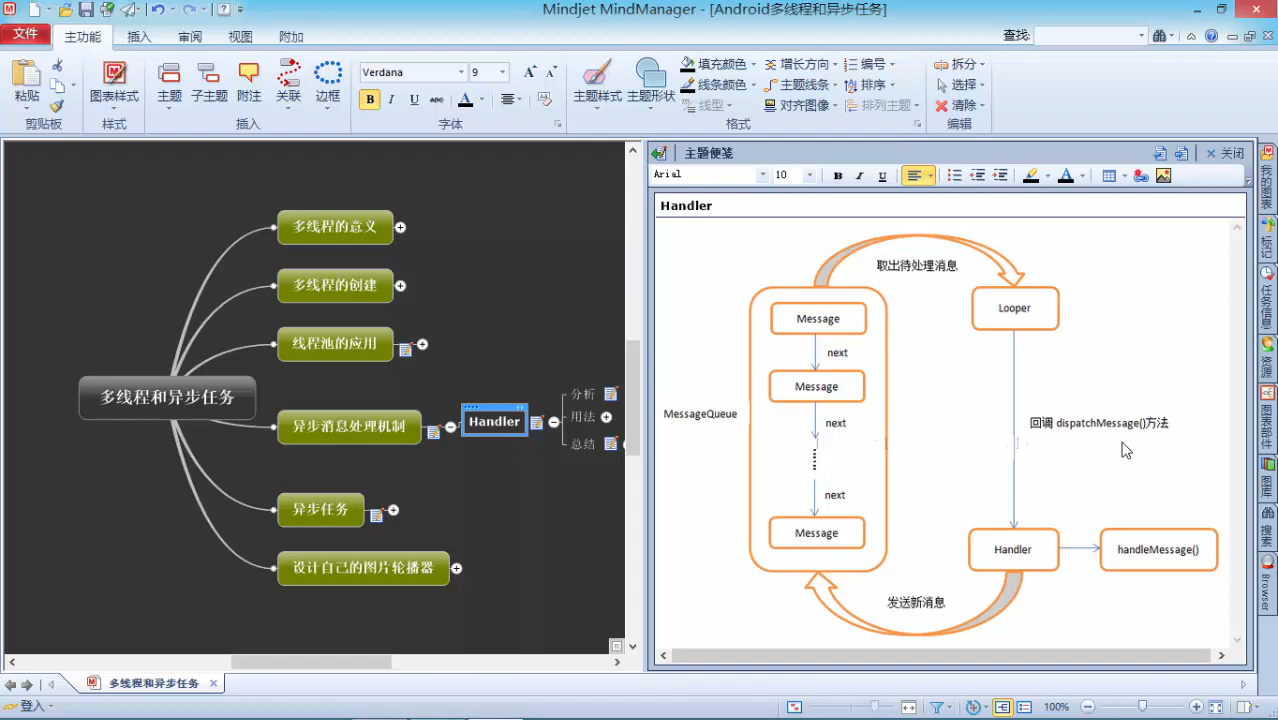 Mindjet MindManager - [Android多线程和异步任务]
文件 主功能 插入 审阅 视图 附加 查找:
粘贴 图表样式 主题 子主题 附注 关联 边框
Verdana 9
B I U ABC A
主题样式 主题形状
填充颜色 增长方向 编号 拆分
线条颜色 主题线条 排序 选择
线型 对齐图像 排列主题 清除
剪贴板 样式 插入 字体 格式 编辑
多线程的意义
多线程的创建
线程池的应用
多线程和异步任务
异步消息处理机制
Handler
分析
用法
总结
异步任务
设计自己的图片轮播器
主题便笺 关闭
Arial 10 B I U A
Handler
取出待处理消息
Message
Looper
next
Message
MessageQueue
next
回调 dispatchMessage()方法
next
Message
Handler
handleMessage()
发送新消息
我的图表
标记
任务信息
资源
图表部件
图库
搜索
Browser
多线程和异步任务
登入
100%